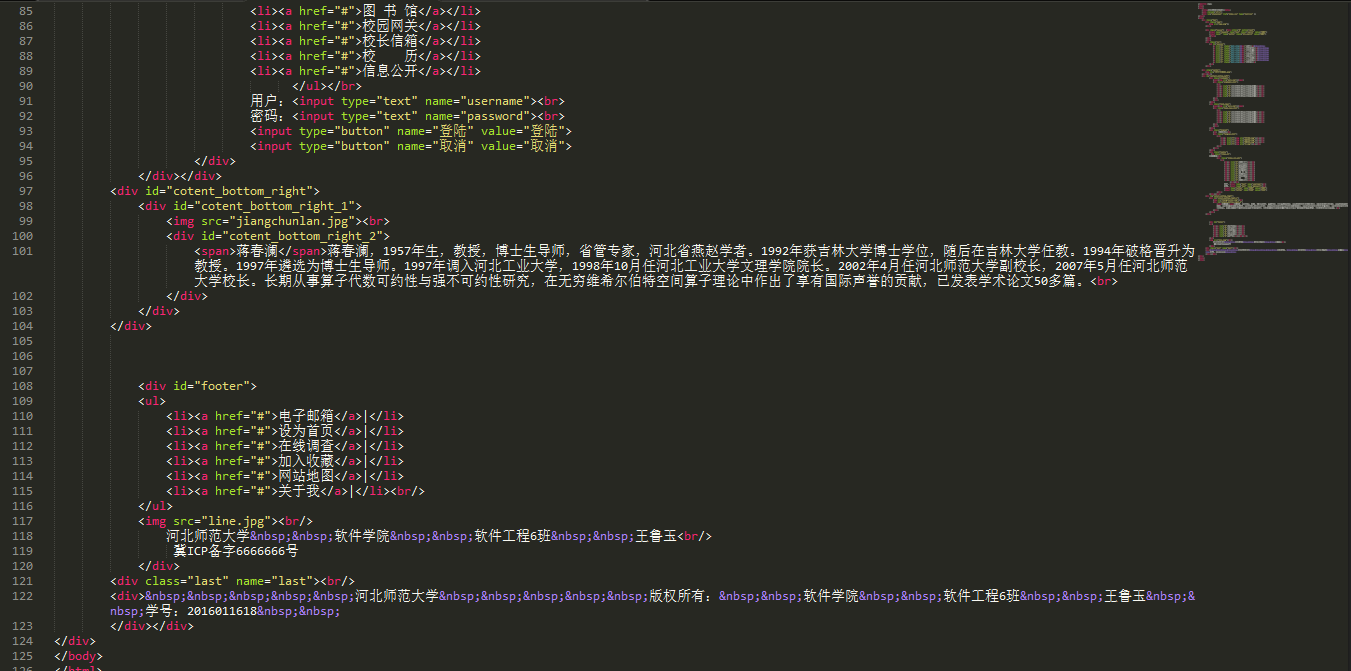 85 <li><a href="#">图 书 馆</a></li>
86 <li><a href="#">校园网关</a></li>
87 <li><a href="#">校长信箱</a></li>
88 <li><a href="#">校    历</a></li>
89 <li><a href="#">信息公开</a></li>
90 </ul></br>
91 用户：<input type="text" name="username"><br>
92 密码：<input type="text" name="password"><br>
93 <input type="button" name="登陆" value="登陆">
94 <input type="button" name="取消" value="取消">
95 </div>
96 </div></div>
97 <div id="cotent_bottom_right">
98 <div id="cotent_bottom_right_1">
99 <img src="jiangchunlan.jpg"><br>
100 <div id="cotent_bottom_right_2">
101 <span>蒋春澜</span>蒋春澜，1957年生，教授，博士生导师，省管专家，河北省燕赵学者。1992年获吉林大学博士学位，随后在吉林大学任教。1994年破格晋升为
教授。1997年遴选为博士生导师。1997年调入河北工业大学，1998年10月任河北工业大学文理学院院长。2002年4月任河北师范大学副校长，2007年5月任河北师范
大学校长。长期从事算子代数可约性与强不可约性研究，在无穷维希尔伯特空间算子理论中作出了享有国际声誉的贡献，已发表学术论文50多篇。<br>
102 </div>
103 </div>
104 </div>
105
106
107
108 <div id="footer">
109 <ul>
110 <li><a href="#">电子邮箱</a>|</li>
111 <li><a href="#">设为首页</a>|</li>
112 <li><a href="#">在线调查</a>|</li>
113 <li><a href="#">加入收藏</a>|</li>
114 <li><a href="#">网站地图</a>|</li>
115 <li><a href="#">关于我</a>|</li><br/>
116 </ul>
117 <img src="line.jpg"><br/>
118 河北师范大学&nbsp;&nbsp;软件学院&nbsp;&nbsp;软件工程6班&nbsp;&nbsp;王鲁玉<br/>
119 冀ICP备字6666666号
120 </div>
121 <div class="last" name="last"><br/>
122 <div>&nbsp;&nbsp;&nbsp;&nbsp;&nbsp;河北师范大学&nbsp;&nbsp;&nbsp;&nbsp;&nbsp;版权所有：&nbsp;&nbsp;软件学院&nbsp;&nbsp;软件工程6班&nbsp;&nbsp;王鲁玉&nbsp;&
nbsp;学号：2016011618&nbsp;&nbsp;
123 </div></div>
124 </div>
125 </body>
126 </html>